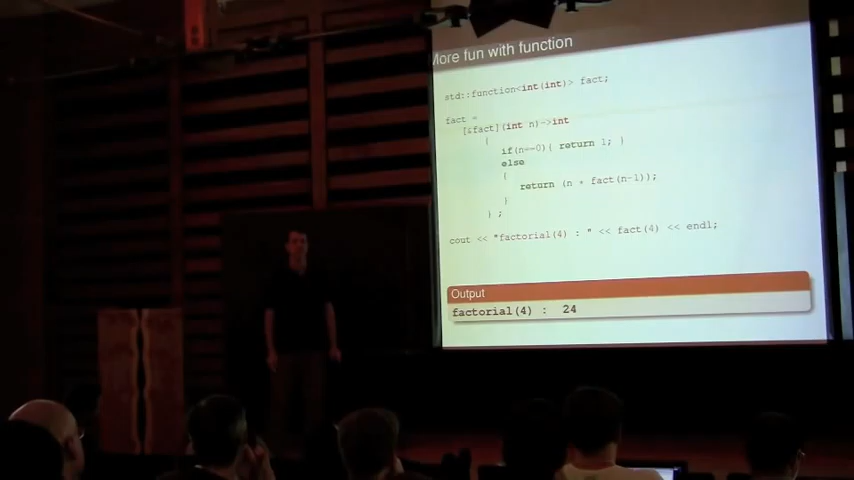 More fun with function
std::function<int(int)> fact;
fact =
[&fact](int n)->int
{
if(n==0){ return 1; }
else
{
return (n * fact(n-1));
}
} ;
cout << "factorial(4) : " << fact(4) << endl;
Output
factorial(4) : 24